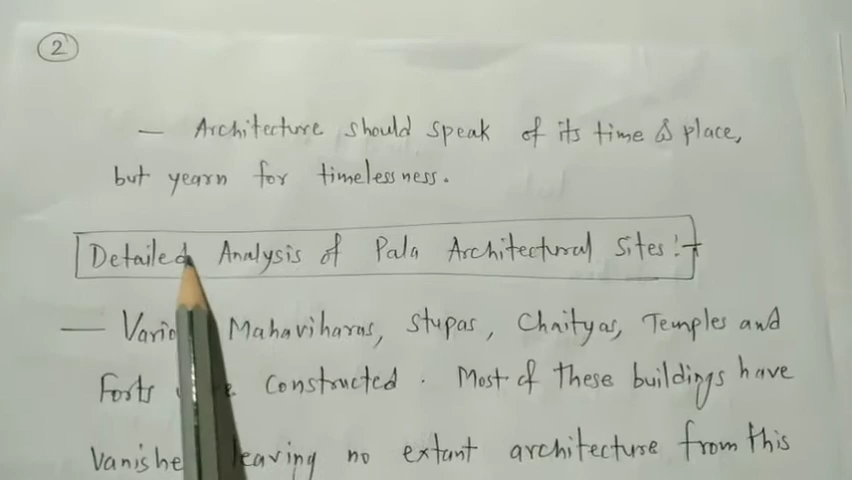 2
— Architecture should speak of its time & place,
but yearn for timelessness.
Detailed Analysis of Pala Architectural Sites:-
— Mahaviharas, Stupas, Chaityas, Temples and
Forts constructed. Most of these buildings have
leaving no extant architecture from this